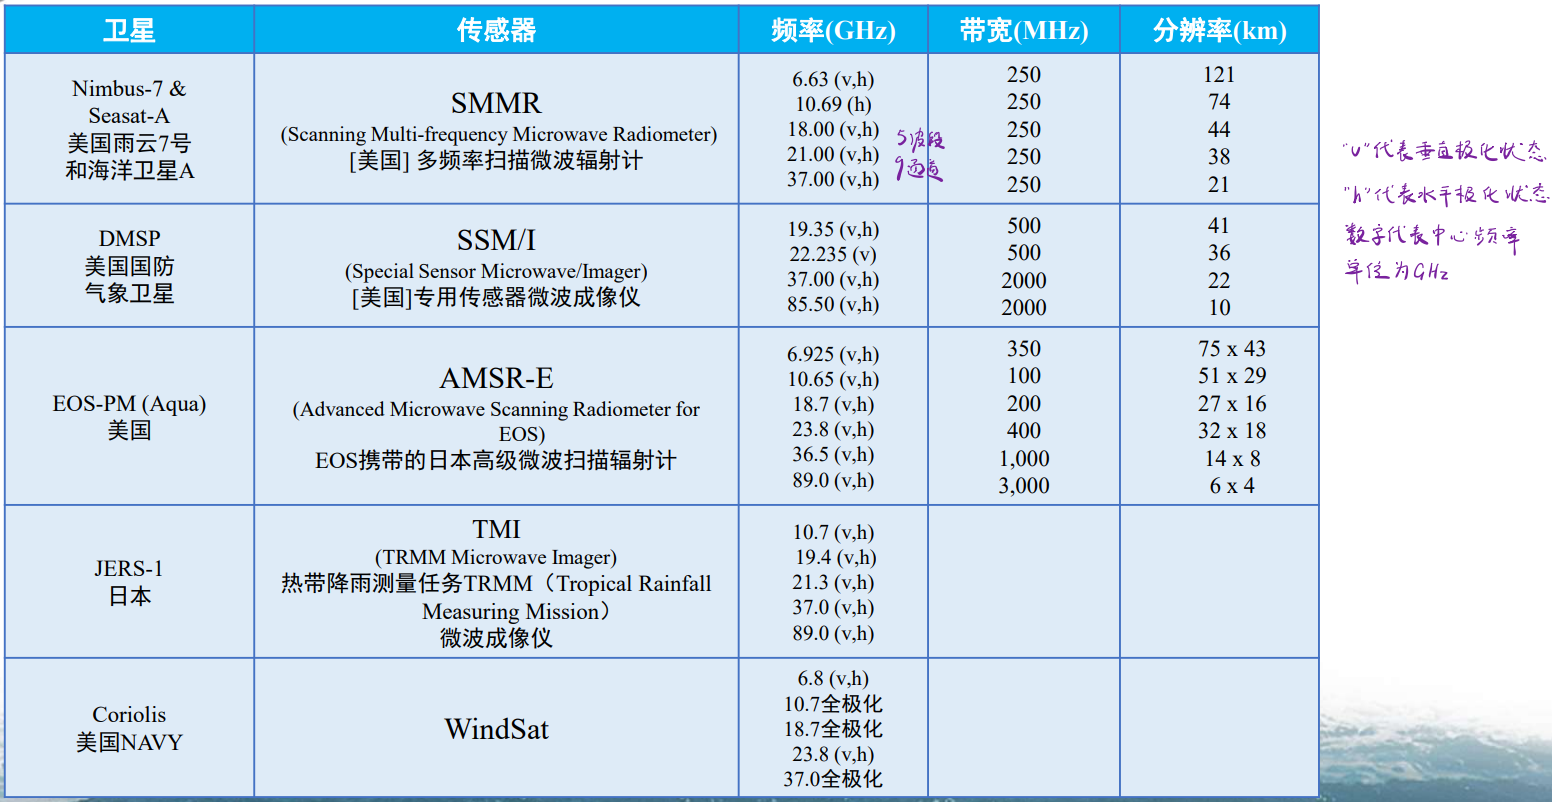 卫星 传感器 频率(GHz) 带宽(MHz) 分辨率(km)
Nimbus-7 &
Seasat-A
美国雨云7号
和海洋卫星A
SMMR
(Scanning Multi-frequency Microwave Radiometer)
[美国] 多频率扫描微波辐射计
6.63 (v,h)
10.69 (h)
18.00 (v,h)
21.00 (v,h)
37.00 (v,h)
5波段
9通道
250
250
250
250
250
121
74
44
38
21
"v"代表垂直极化状态
"h"代表水平极化状态
数字代表中心频率
单位为GHz
DMSP
美国国防
气象卫星
SSM/I
(Special Sensor Microwave/Imager)
[美国]专用传感器微波成像仪
19.35 (v,h)
22.235 (v)
37.00 (v,h)
85.50 (v,h)
500
500
2000
2000
41
36
22
10
EOS-PM (Aqua)
美国
AMSR-E
(Advanced Microwave Scanning Radiometer for
EOS)
EOS携带的日本高级微波扫描辐射计
6.925 (v,h)
10.65 (v,h)
18.7 (v,h)
23.8 (v,h)
36.5 (v,h)
89.0 (v,h)
350
100
200
400
1,000
3,000
75 x 43
51 x 29
27 x 16
32 x 18
14 x 8
6 x 4
JERS-1
日本
TMI
(TRMM Microwave Imager)
热带降雨测量任务TRMM（Tropical Rainfall
Measuring Mission）
微波成像仪
10.7 (v,h)
19.4 (v,h)
21.3 (v,h)
37.0 (v,h)
89.0 (v,h)
Coriolis
美国NAVY
WindSat
6.8 (v,h)
10.7全极化
18.7全极化
23.8 (v,h)
37.0全极化